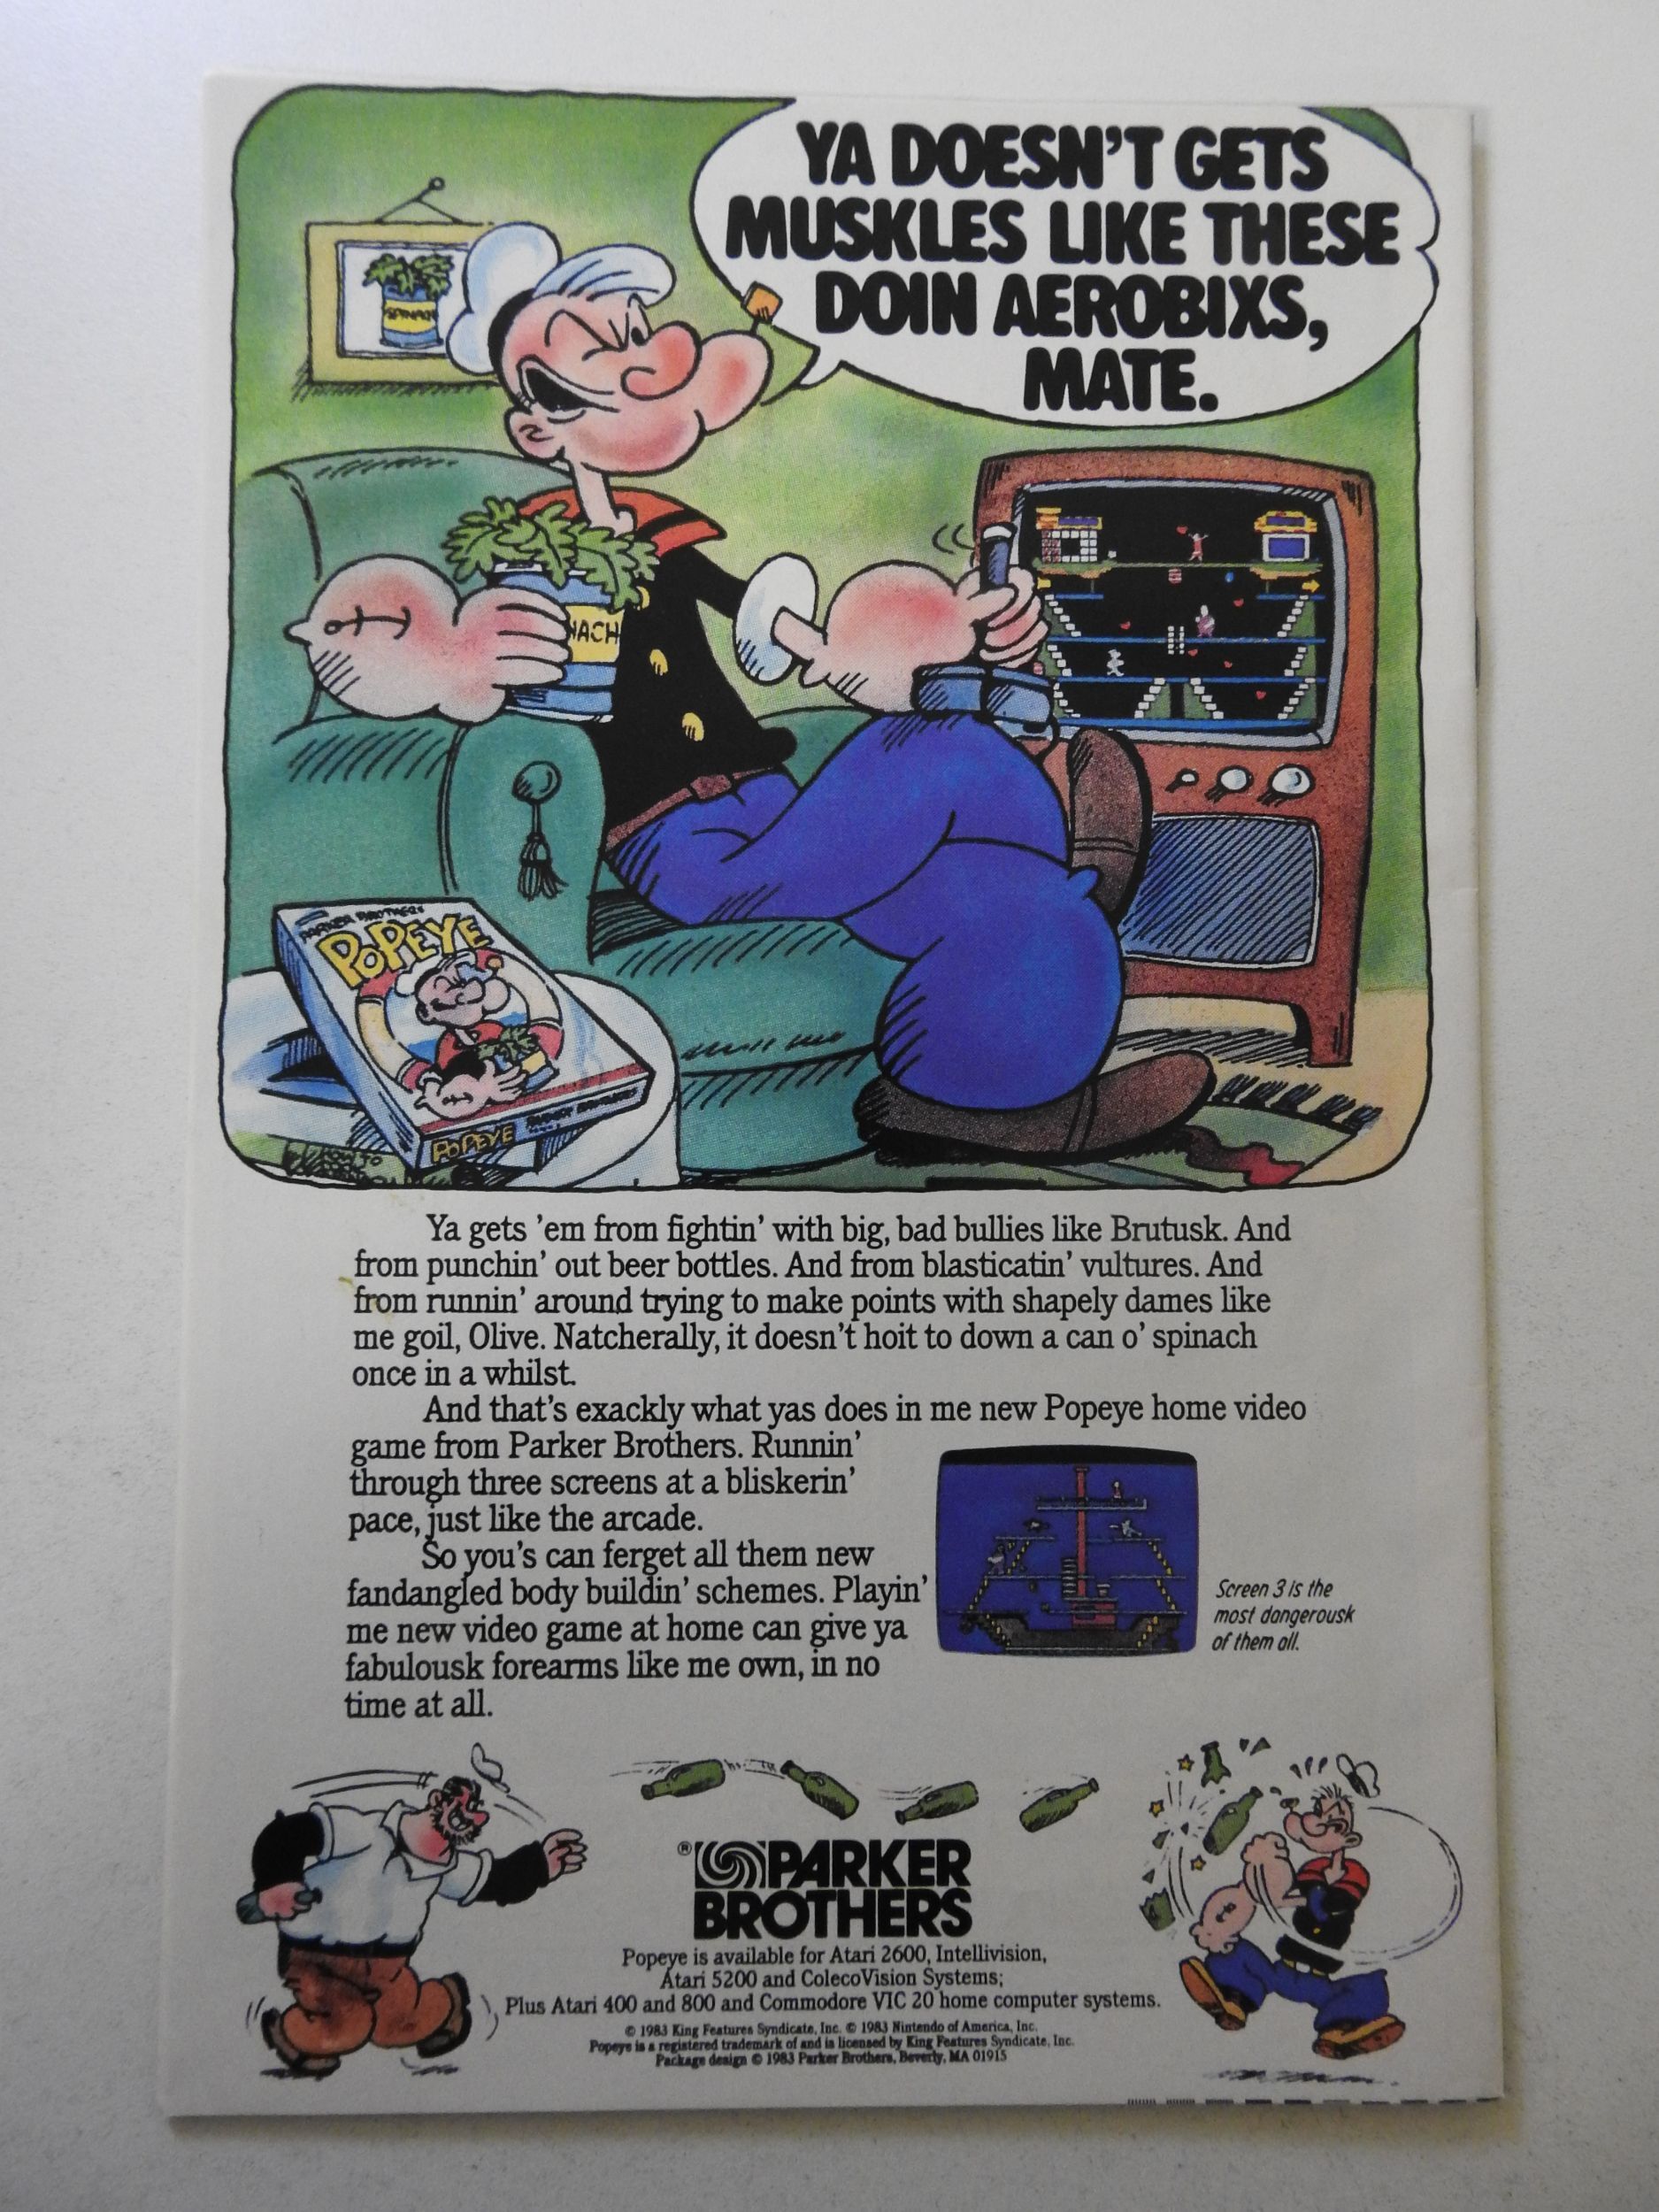 YA DOESN'T GETS
MUSKLES LIKE THESE
DOIN AEROBIXS,
MATE.
SPINACH
NACH
PARKER BROTHERS
POPEYE
POPEYE
PARKER BROTHERS
HOW TO
Ya gets 'em from fightin' with big, bad bullies like Brutusk. And
from punchin' out beer bottles. And from blasticatin' vultures. And
from runnin' around trying to make points with shapely dames like
me goil, Olive. Natcherally, it doesn't hoit to down a can o' spinach
once in a whilst.
And that's exackly what yas does in me new Popeye home video
game from Parker Brothers. Runnin'
through three screens at a bliskerin'
pace, just like the arcade.
So you's can ferget all them new
fandangled body buildin' schemes. Playin'
me new video game at home can give ya
fabulousk forearms like me own, in no
time at all.
Screen 3 is the
most dangerousk
of them all.
® PARKER
BROTHERS
Popeye is available for Atari 2600, Intellivision,
Atari 5200 and ColecoVision Systems;
Plus Atari 400 and 800 and Commodore VIC 20 home computer systems.
© 1983 King Features Syndicate, Inc. © 1983 Nintendo of America, Inc.
Popeye is a registered trademark of and is licensed by King Features Syndicate, Inc.
Package design © 1983 Parker Brothers, Beverly, MA 01915